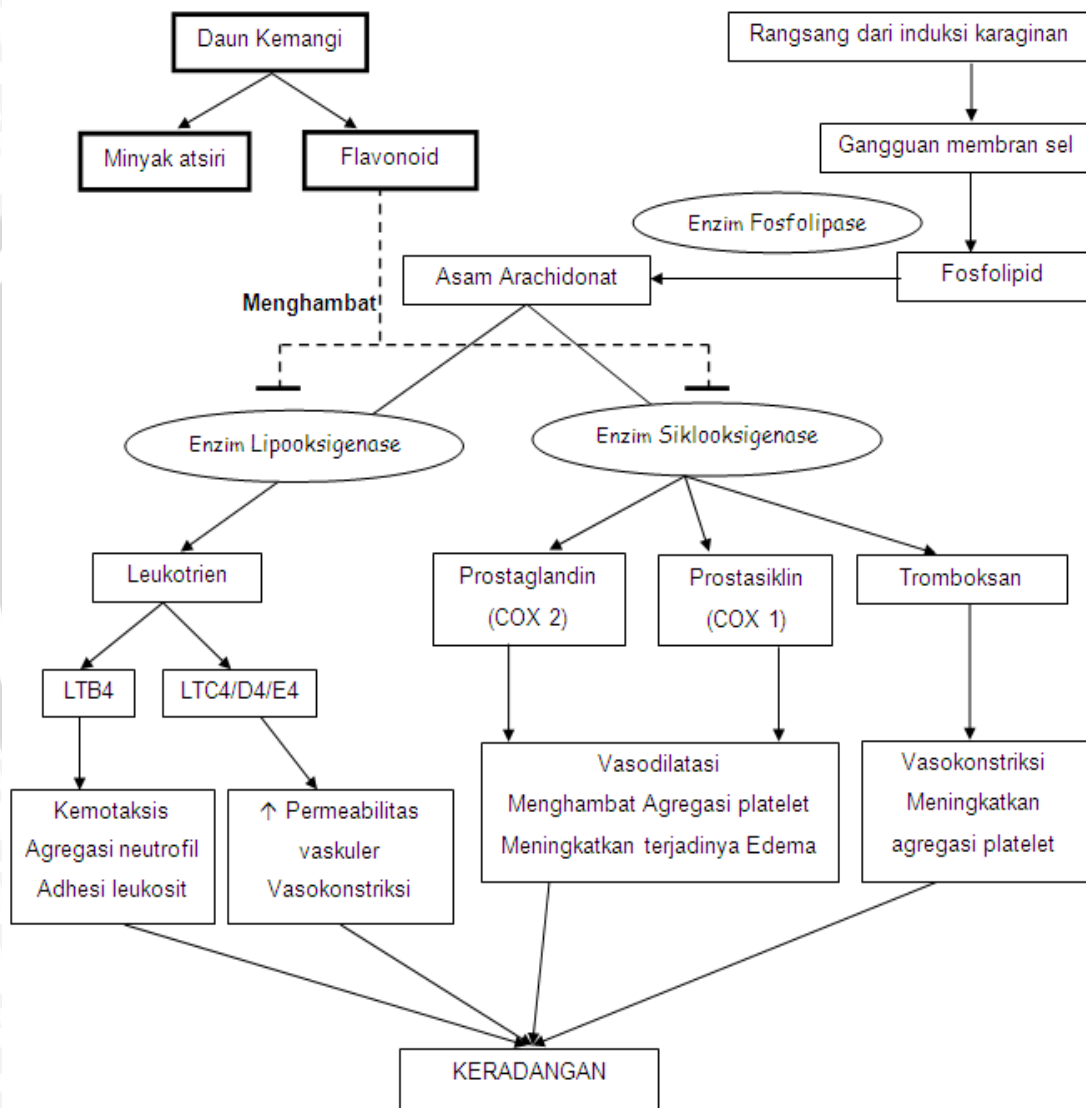 Daun Kemangi
Rangsang dari induksi karaginan
Minyak atsiri
Flavonoid
Gangguan membran sel
Enzim Fosfolipase
Asam Arachidonat
Fosfolipid
Menghambat
Enzim Lipooksigenase
Enzim Siklooksigenase
Leukotrien
Prostaglandin
(COX 2)
Prostasiklin
(COX 1)
Tromboksan
LTB4
LTC4/D4/E4
Kemotaksis
Agregasi neutrofil
Adhesi leukosit
↑ Permeabilitas
vaskuler
Vasokonstriksi
Vasodilatasi
Menghambat Agregasi platelet
Meningkatkan terjadinya Edema
Vasokonstriksi
Meningkatkan
agregasi platelet
KERADANGAN